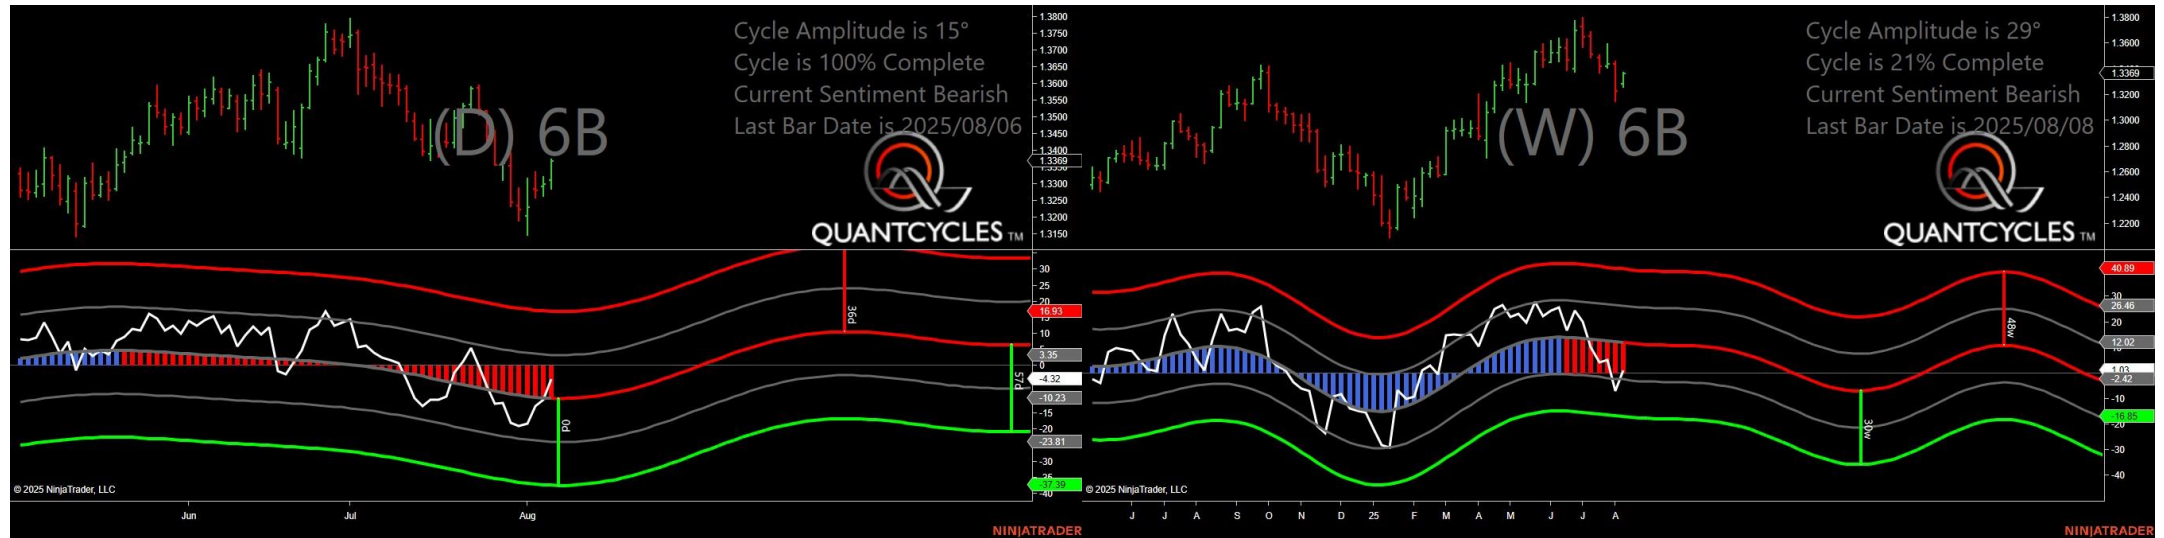 Cycle Amplitude is 15°
Cycle is 100% Complete
Current Sentiment Bearish
Last Bar Date is 2025/08/06
(D) 6B
QUANTCYCLES TM
1.3800
1.3750
1.3700
1.3650
1.3600
1.3550
1.3500
1.3450
1.3400
1.3369
1.3300
1.3250
1.3200
1.3150
30
25
20
16.93
10
3.35
0
-4.32
-10.23
-15
-20
-23.81
-30
-37.39
-40
36d
57d
0d
© 2025 NinjaTrader, LLC
Jun Jul Aug
NINJATRADER
Cycle Amplitude is 29°
Cycle is 21% Complete
Current Sentiment Bearish
Last Bar Date is 2025/08/08
(W) 6B
QUANTCYCLES TM
1.3800
1.3600
1.3369
1.3200
1.3000
1.2800
1.2600
1.2400
1.2200
40.89
30
26.46
20
12.02
1.03
-2.42
-10
-16.85
-20
-30
-40
48w
30w
© 2025 NinjaTrader, LLC
J J A S O N D 25 F M A M J J A
NINJATRADER